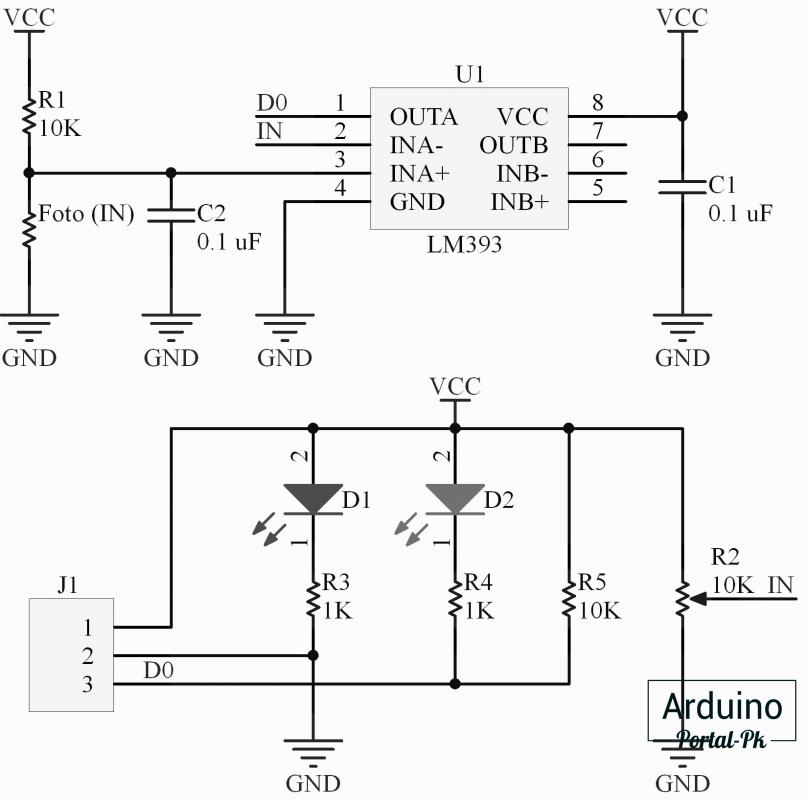 VCC
VCC
U1
R1
10K
D0 1 OUTA VCC 8
IN 2 INA- OUTB 7
3 INA+ INB- 6
4 GND INB+ 5
LM393
Foto (IN)
C2
0.1 uF
C1
0.1 uF
GND
GND
GND
GND
VCC
2
2
D1
D2
1
1
R3
1K
R4
1K
R5
10K
R2
10K IN
J1
1
2
D0
3
Arduino
Portal-Pk
GND
GND